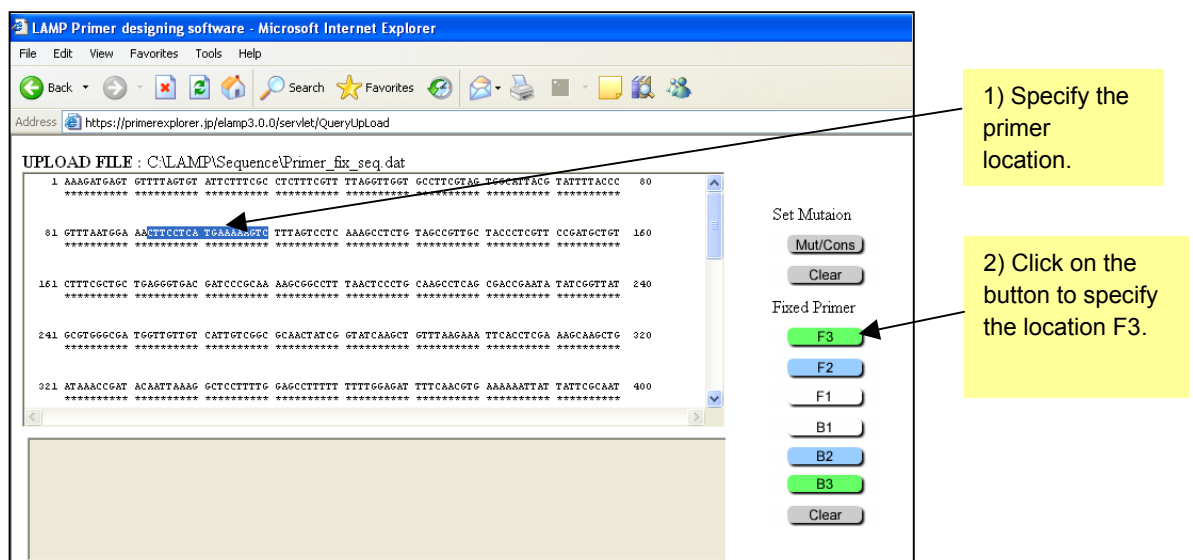 LAMP Primer designing software - Microsoft Internet Explorer
File Edit View Favorites Tools Help
Back Search Favorites
Address https://primerexplorer.jp/elamp3.0.0/servlet/QueryUpLoad
UPLOAD FILE : C:\LAMP\Sequence\Primer_fix_seq.dat
1 AAAGATGAGT GTTTTAGTGT ATTCTTTCGC CTCTTTCGTT TTAGGTTGGT GCCTTCGTAG TGGCATTACG TATTTTACCC 80
********** ********** ********** ********** ********** ********** ********** **********
81 GTTTAATGGA AACTTCCTCA TGAAAAAGTC TTTAGTCCTC AAAGCCTCTG TAGCCGTTGC TACCCTCGTT CCGATGCTGT 160
********** ********** ********** ********** ********** ********** ********** **********
161 CTTTCGCTGC TGAGGGTGAC GATCCCGCAA AAGCGGCCTT TAACTCCCTG CAAGCCTCAG CGACCGAATA TATCGGTTAT 240
********** ********** ********** ********** ********** ********** ********** **********
241 GCGTGGGCGA TGGTTGTTGT CATTGTCGGC GCAACTATCG GTATCAAGCT GTTTAAGAAA TTCACCTCGA AAGCAAGCTG 320
********** ********** ********** ********** ********** ********** ********** **********
321 ATAAACCGAT ACAATTAAAG GCTCCTTTTG GAGCCTTTTT TTTTGGAGAT TTTCAACGTG AAAAAATTAT TATTCGCAAT 400
********** ********** ********** ********** ********** ********** ********** **********
Set Mutaion
Mut/Cons
Clear
Fixed Primer
F3
F2
F1
B1
B2
B3
Clear
1) Specify the
primer
location.
2) Click on the
button to specify
the location F3.